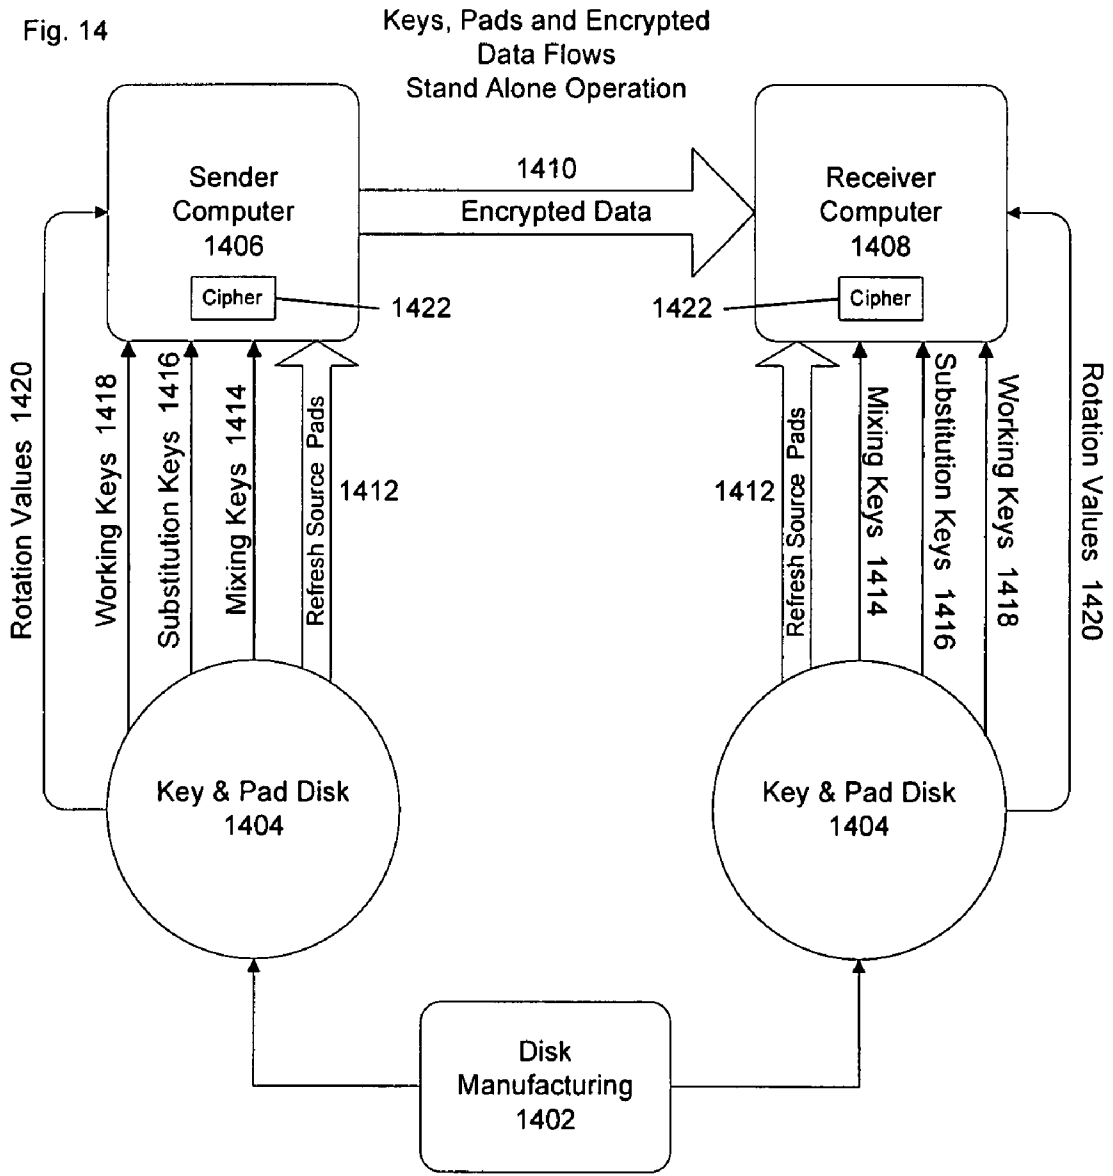 Fig. 14
Keys, Pads and Encrypted
Data Flows
Stand Alone Operation
Sender
Computer
1406
Cipher
1422
1410
Encrypted Data
Receiver
Computer
1408
Cipher
1422
Rotation Values 1420
Working Keys 1418
Substitution Keys 1416
Mixing Keys 1414
Refresh Source Pads
1412
1412
Refresh Source Pads
Mixing Keys 1414
Substitution Keys 1416
Working Keys 1418
Rotation Values 1420
Key & Pad Disk
1404
Key & Pad Disk
1404
Disk
Manufacturing
1402